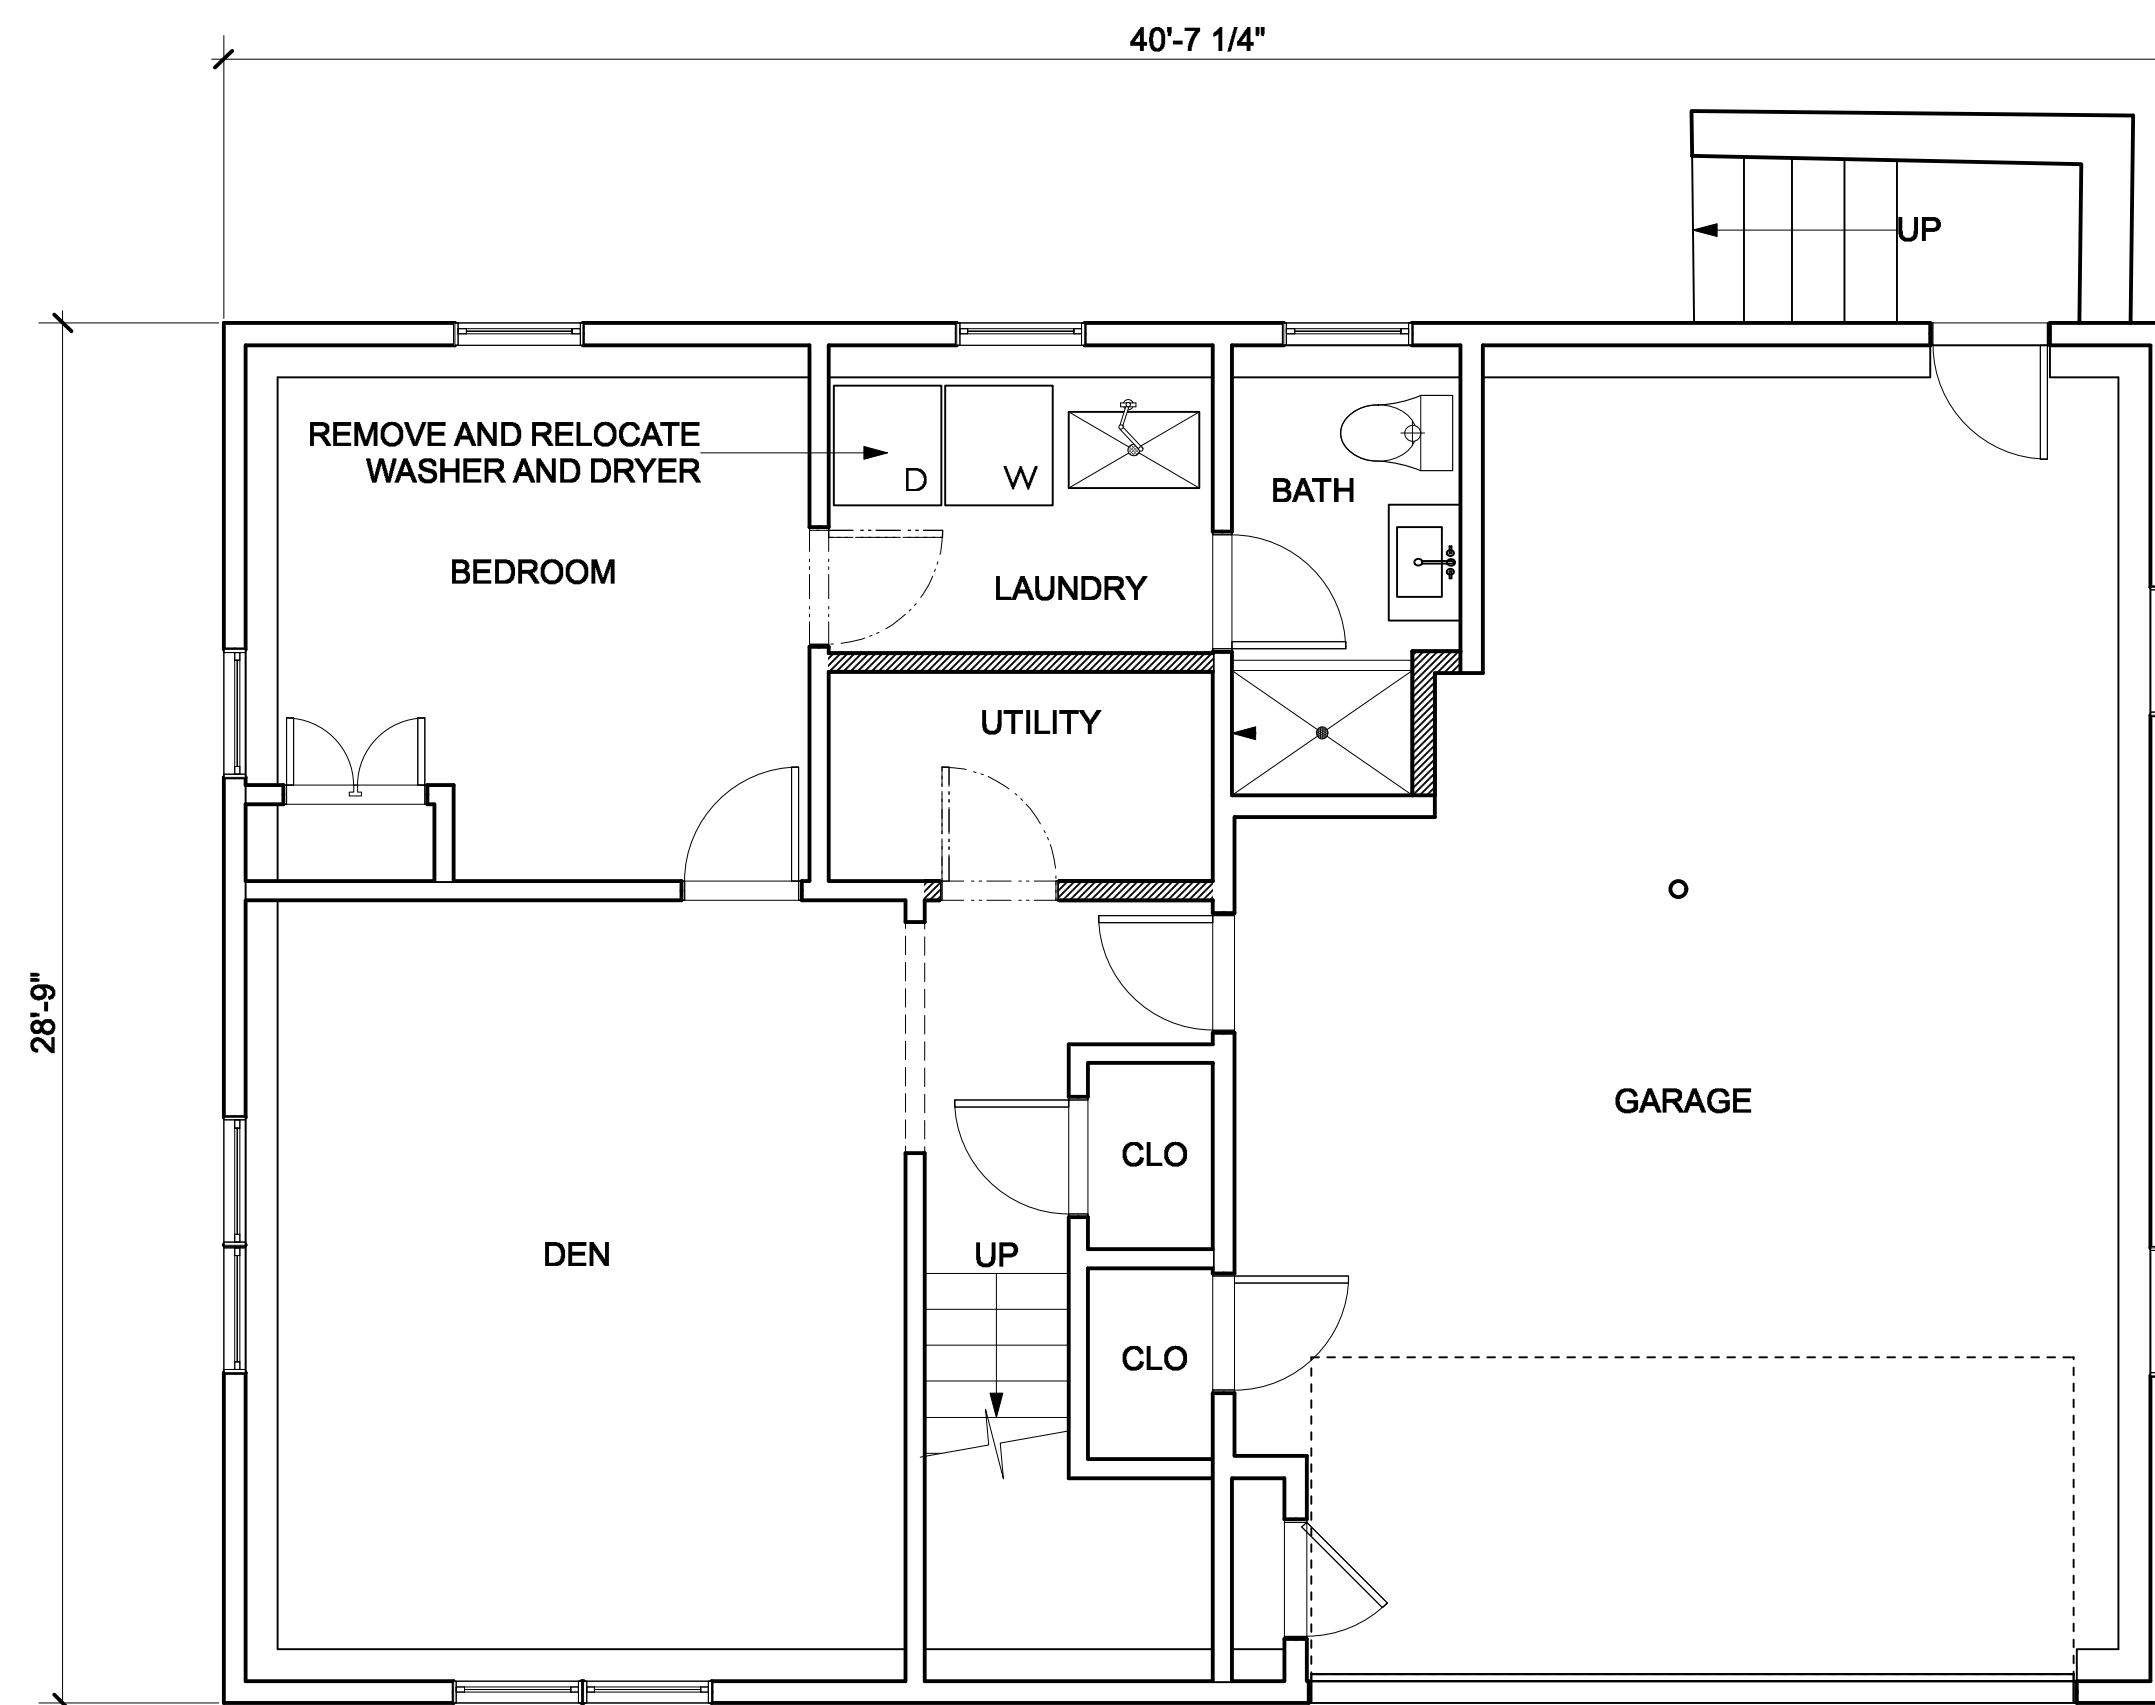 40'-7 1/4"
UP
REMOVE AND RELOCATE
WASHER AND DRYER
D
W
BATH
BEDROOM
LAUNDRY
UTILITY
28'-9"
GARAGE
CLO
DEN
UP
CLO